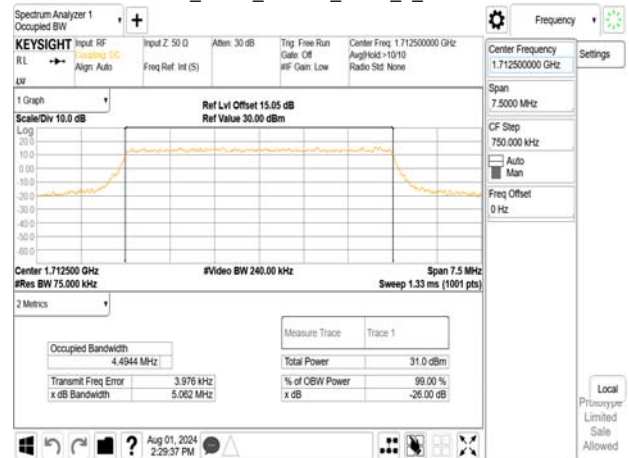 Spectrum Analyzer 1
Occupied BW
Frequency
KEYSIGHT
Input: RF
Coupling: DC
Align: Auto
Input Z: 50 Ω
Freq Ref: Int (S)
Atten: 30 dB
Trig: Free Run
Gate: Off
#IF Gain: Low
Center Freq: 1.712500000 GHz
Avg|Hold:>10/10
Radio Std: None
RL
Center Frequency
1.712500000 GHz
Settings
Span
7.5000 MHz
CF Step
750.000 kHz
Auto
Man
Freq Offset
0 Hz
1 Graph
Scale/Div 10.0 dB
Ref Lvl Offset 15.05 dB
Ref Value 30.00 dBm
Log
20.0
10.0
0.00
-10.0
-20.0
-30.0
-40.0
-50.0
-60.0
Center 1.712500 GHz
#Res BW 75.000 kHz
#Video BW 240.00 kHz
Span 7.5 MHz
Sweep 1.33 ms (1001 pts)
2 Metrics
Measure Trace
Trace 1
Occupied Bandwidth
4.4944 MHz
Total Power
31.0 dBm
Transmit Freq Error
3.976 kHz
% of OBW Power
99.00 %
x dB Bandwidth
5.062 MHz
x dB
-26.00 dB
Local
Prototype
Limited
Sale
Allowed
Aug 01, 2024
2:29:37 PM